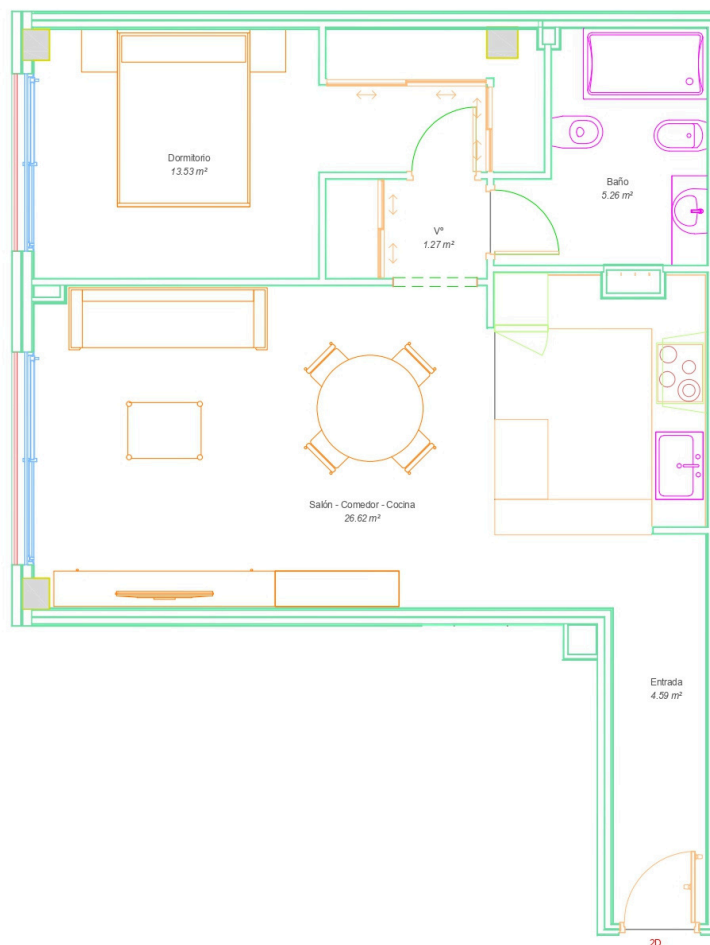 Dormitorio
13.53 m²
Baño
5.26 m²
Vº
1.27 m²
Salón - Comedor - Cocina
26.62 m²
Entrada
4.59 m²
2D